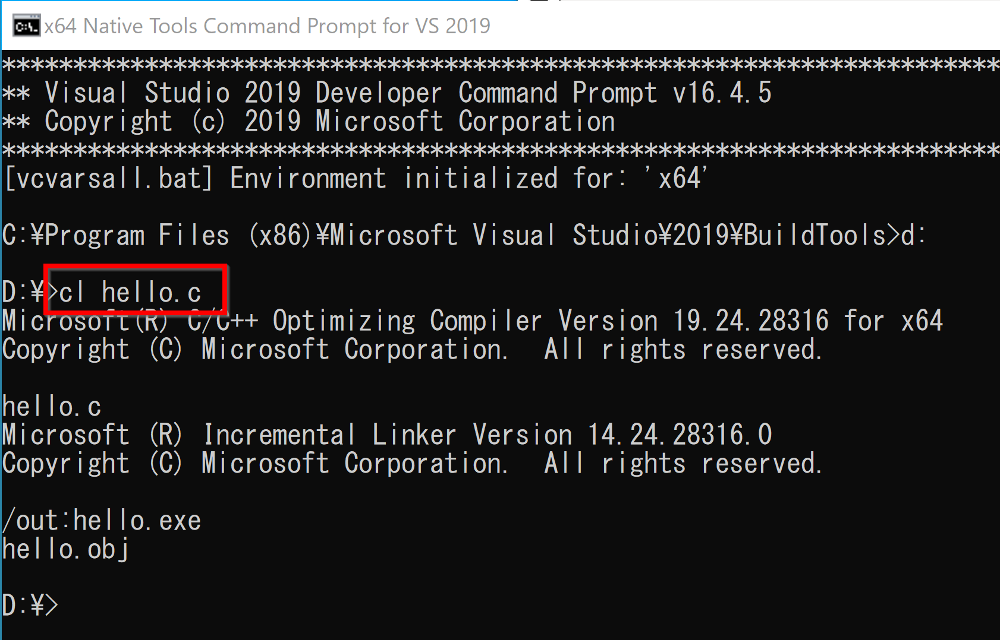 x64 Native Tools Command Prompt for VS 2019
**********************************************************************
** Visual Studio 2019 Developer Command Prompt v16.4.5
** Copyright (c) 2019 Microsoft Corporation
**********************************************************************
[vcvarsall.bat] Environment initialized for: 'x64'
C:¥Program Files (x86)¥Microsoft Visual Studio¥2019¥BuildTools>d:
D:¥>cl hello.c
Microsoft(R) C/C++ Optimizing Compiler Version 19.24.28316 for x64
Copyright (C) Microsoft Corporation.  All rights reserved.
hello.c
Microsoft (R) Incremental Linker Version 14.24.28316.0
Copyright (C) Microsoft Corporation.  All rights reserved.
/out:hello.exe
hello.obj
D:¥>